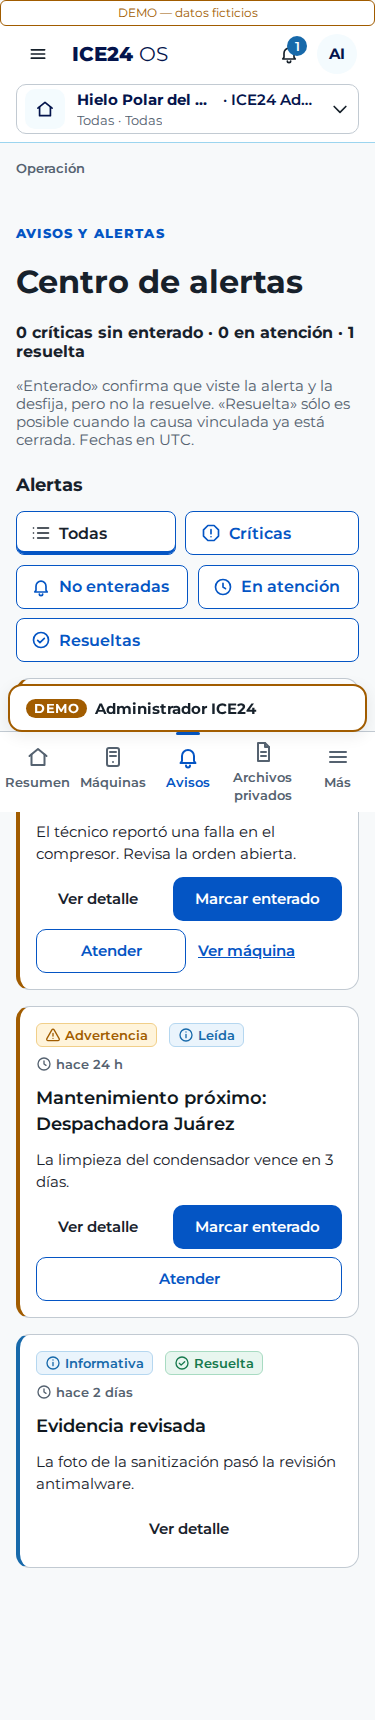 DEMO — datos ficticios
ICE24 OS
1
AI
Hielo Polar del ... · ICE24 Ad...
Todas · Todas
Operación
AVISOS Y ALERTAS
Centro de alertas
0 críticas sin enterado · 0 en atención · 1
resuelta
«Enterado» confirma que viste la alerta y la
desfija, pero no la resuelve. «Resuelta» sólo es
posible cuando la causa vinculada ya está
cerrada. Fechas en UTC.
Alertas
Todas
Críticas
No enteradas
En atención
Resueltas
DEMO Administrador ICE24
Resumen
Máquinas
Avisos
Archivos
privados
Más
El técnico reportó una falla en el
compresor. Revisa la orden abierta.
Ver detalle
Marcar enterado
Atender
Ver máquina
Advertencia
Leída
hace 24 h
Mantenimiento próximo:
Despachadora Juárez
La limpieza del condensador vence en 3
días.
Ver detalle
Marcar enterado
Atender
Informativa
Resuelta
hace 2 días
Evidencia revisada
La foto de la sanitización pasó la revisión
antimalware.
Ver detalle